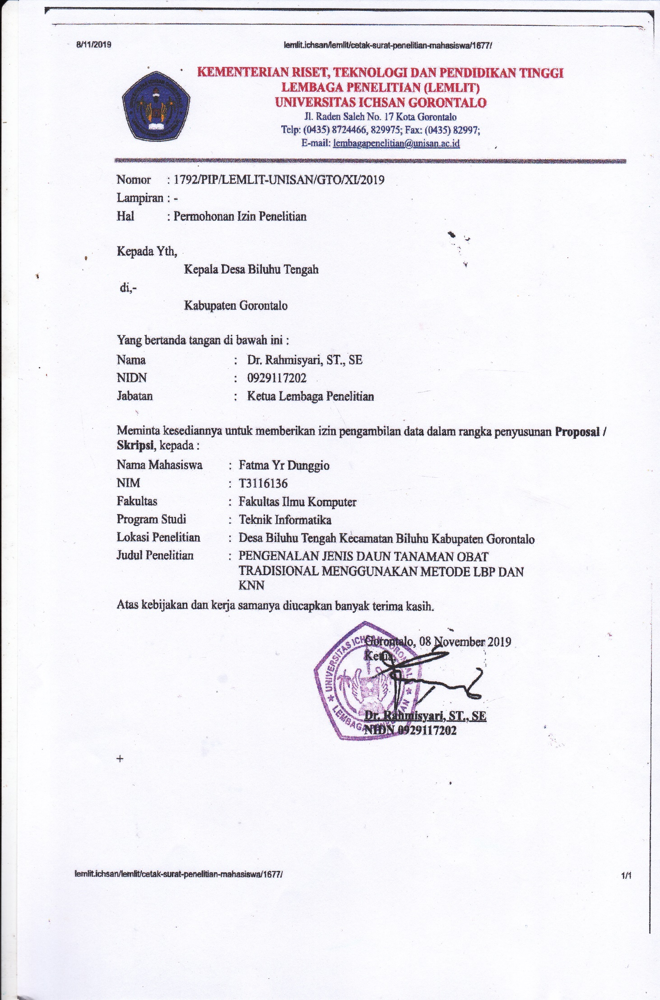 8/11/2019 lemlit.ichsan/lemlit/cetak-surat-penelitian-mahasiswa/1677/
KEMENTERIAN RISET, TEKNOLOGI DAN PENDIDIKAN TINGGI
LEMBAGA PENELITIAN (LEMLIT)
UNIVERSITAS ICHSAN GORONTALO
Jl. Raden Saleh No. 17 Kota Gorontalo
Telp: (0435) 8724466, 829975; Fax: (0435) 82997;
E-mail: lembagapenelitian@unisan.ac.id
Nomor : 1792/PIP/LEMLIT-UNISAN/GTO/XI/2019
Lampiran : -
Hal : Permohonan Izin Penelitian
Kepada Yth,
Kepala Desa Biluhu Tengah
di,-
Kabupaten Gorontalo
Yang bertanda tangan di bawah ini :
Nama : Dr. Rahmisyari, ST., SE
NIDN : 0929117202
Jabatan : Ketua Lembaga Penelitian
Meminta kesediannya untuk memberikan izin pengambilan data dalam rangka penyusunan Proposal /
Skripsi, kepada :
Nama Mahasiswa : Fatma Yr Dunggio
NIM : T3116136
Fakultas : Fakultas Ilmu Komputer
Program Studi : Teknik Informatika
Lokasi Penelitian : Desa Biluhu Tengah Kecamatan Biluhu Kabupaten Gorontalo
Judul Penelitian : PENGENALAN JENIS DAUN TANAMAN OBAT
TRADISIONAL MENGGUNAKAN METODE LBP DAN
KNN
Atas kebijakan dan kerja samanya diucapkan banyak terima kasih.
Gorontalo, 08 November 2019
Ketua,
UNIVERSITAS ICHSAN GORONTALO
LEMBAGA
Dr. Rahmisyari, ST., SE
NIDN 0929117202
+
lemlit.ichsan/lemlit/cetak-surat-penelitian-mahasiswa/1677/ 1/1